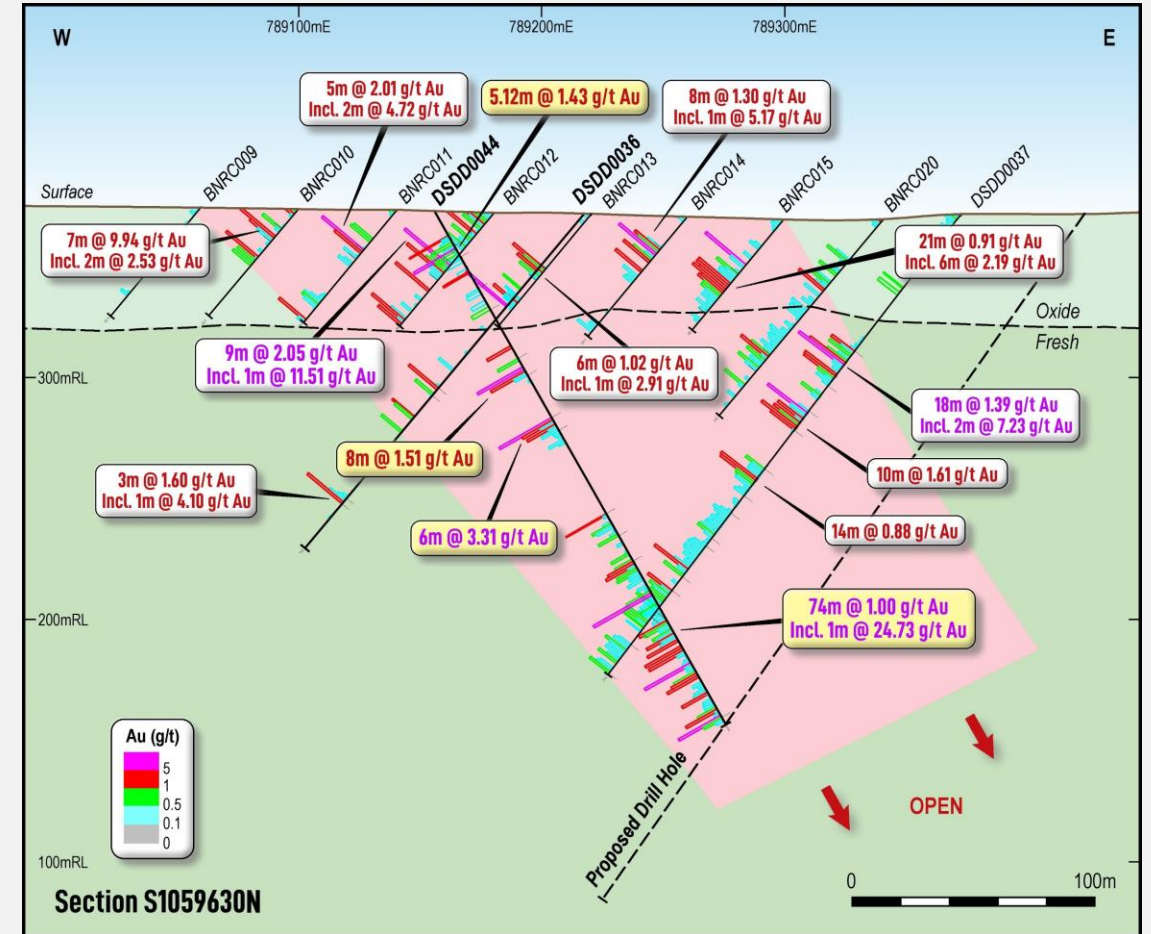 W
789100mE
789200mE
789300mE
E
5m @ 2.01 g/t Au
Incl. 2m @ 4.72 g/t Au
5.12m @ 1.43 g/t Au
8m @ 1.30 g/t Au
Incl. 1m @ 5.17 g/t Au
Surface
BNRC009
BNRC010
BNRC011
DSDD0044
BNRC012
DSDD0036
BNRC013
BNRC014
BNRC015
BNRC020
DSDD0037
7m @ 9.94 g/t Au
Incl. 2m @ 2.53 g/t Au
21m @ 0.91 g/t Au
Incl. 6m @ 2.19 g/t Au
Oxide
Fresh
9m @ 2.05 g/t Au
Incl. 1m @ 11.51 g/t Au
6m @ 1.02 g/t Au
Incl. 1m @ 2.91 g/t Au
300mRL
18m @ 1.39 g/t Au
Incl. 2m @ 7.23 g/t Au
8m @ 1.51 g/t Au
10m @ 1.61 g/t Au
3m @ 1.60 g/t Au
Incl. 1m @ 4.10 g/t Au
6m @ 3.31 g/t Au
14m @ 0.88 g/t Au
74m @ 1.00 g/t Au
Incl. 1m @ 24.73 g/t Au
200mRL
Au (g/t)
5
1
0.5
0.1
0
Proposed Drill Hole
OPEN
100mRL
0
100m
Section S1059630N